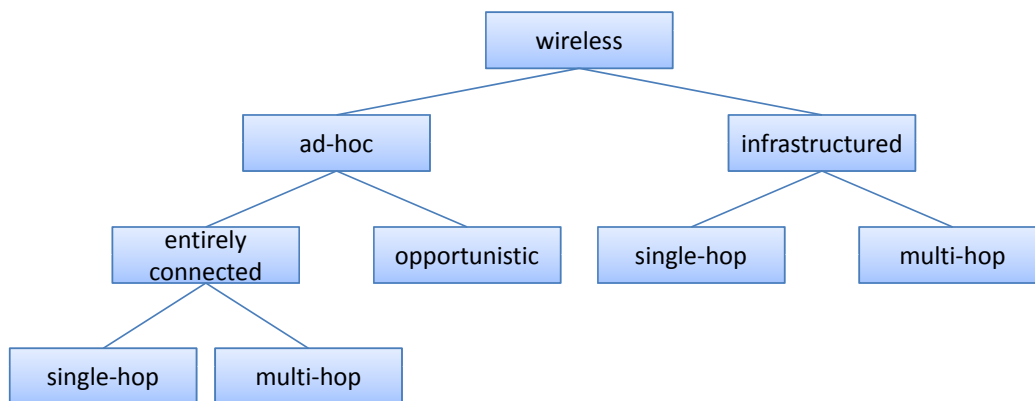 wireless
ad-hoc
infrastructured
entirely
connected
opportunistic
single-hop
multi-hop
single-hop
multi-hop